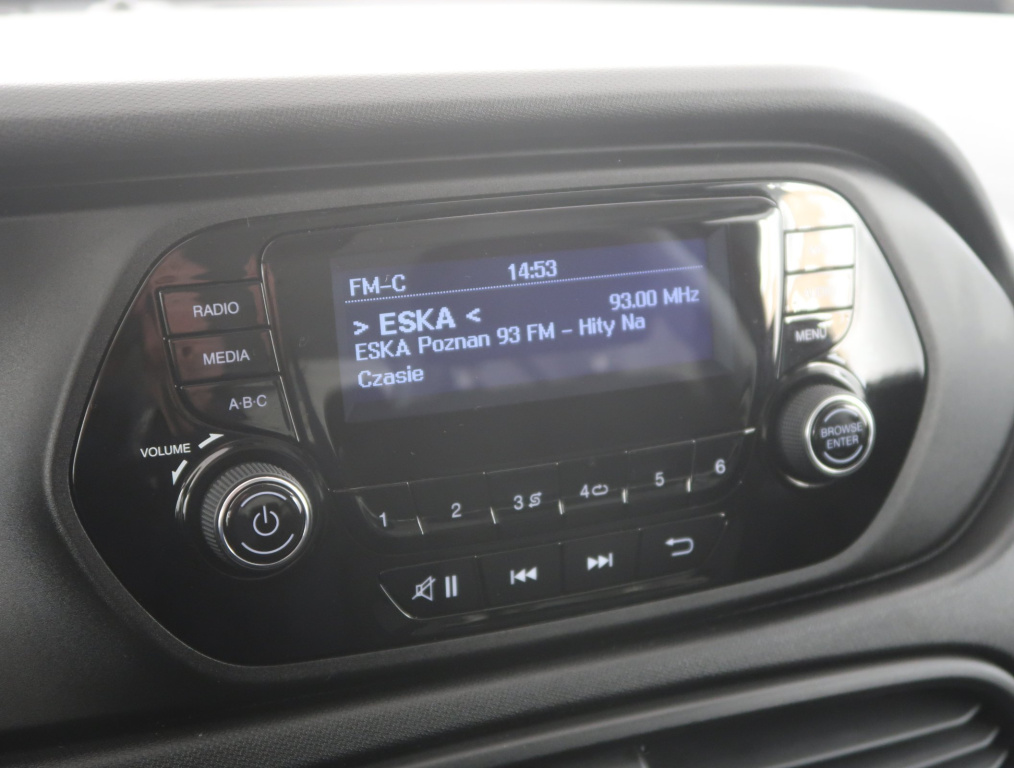 FM-C 14:53
> ESKA < 93.00 MHz
ESKA Poznan 93 FM - Hity Na
Czasie
RADIO
MEDIA
A·B·C
VOLUME
MENU
BROWSE
ENTER
1 2 3 4 5 6